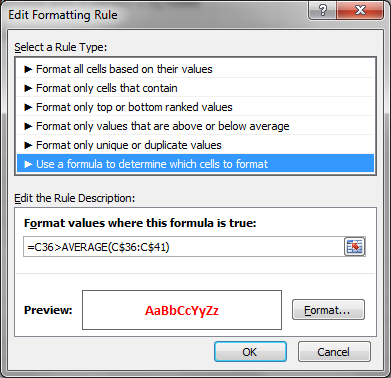 Edit Formatting Rule
Select a Rule Type:
► Format all cells based on their values
► Format only cells that contain
► Format only top or bottom ranked values
► Format only values that are above or below average
► Format only unique or duplicate values
► Use a formula to determine which cells to format
Edit the Rule Description:
Format values where this formula is true:
=C36>AVERAGE(C$36:C$41)
Preview: AaBbCcYyZz Format...
OK Cancel